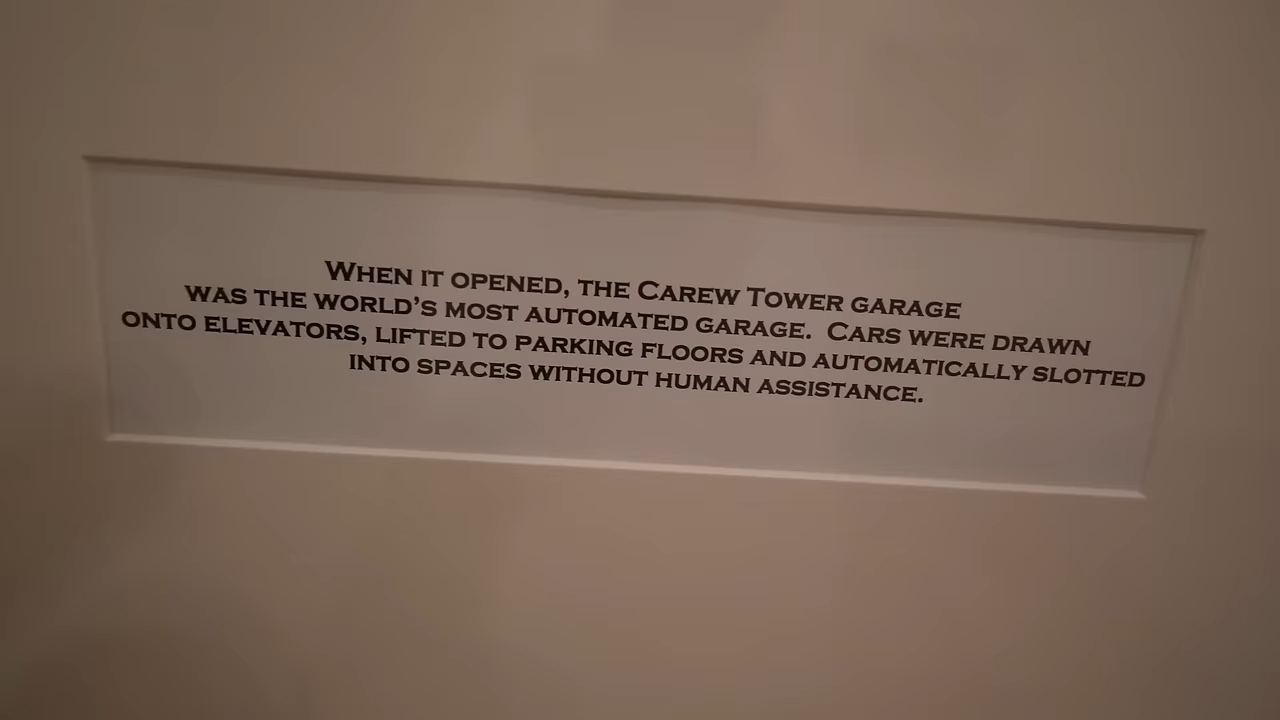 When it opened, the Carew Tower garage
was the world's most automated garage. Cars were drawn
onto elevators, lifted to parking floors and automatically slotted
into spaces without human assistance.